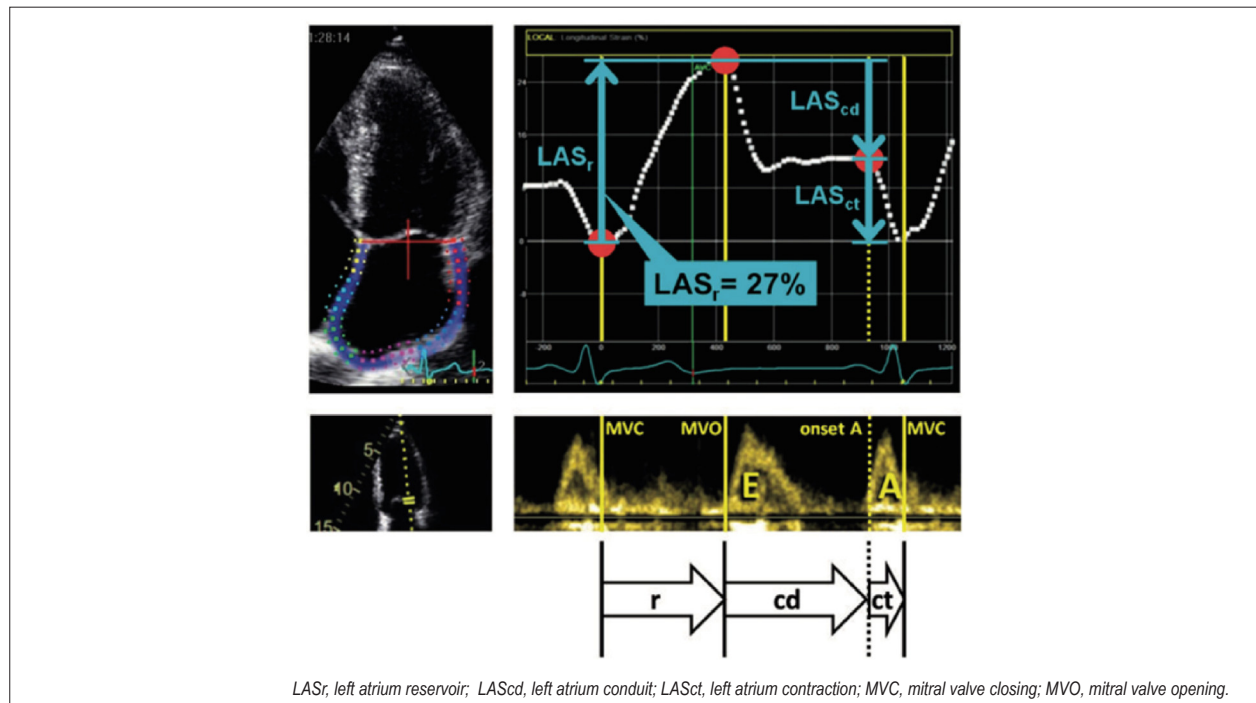 1:28:14
LOCAL Longitudinal Strain (%)
AVC
24
16
0
-8
LASr
LAScd
LASct
LASr= 27%
-200 0 200 400 600 800 1000 1200
2
5
10
15
MVC MVO onset A MVC
E A
r cd ct
LASr, left atrium reservoir; LAScd, left atrium conduit; LASct, left atrium contraction; MVC, mitral valve closing; MVO, mitral valve opening.